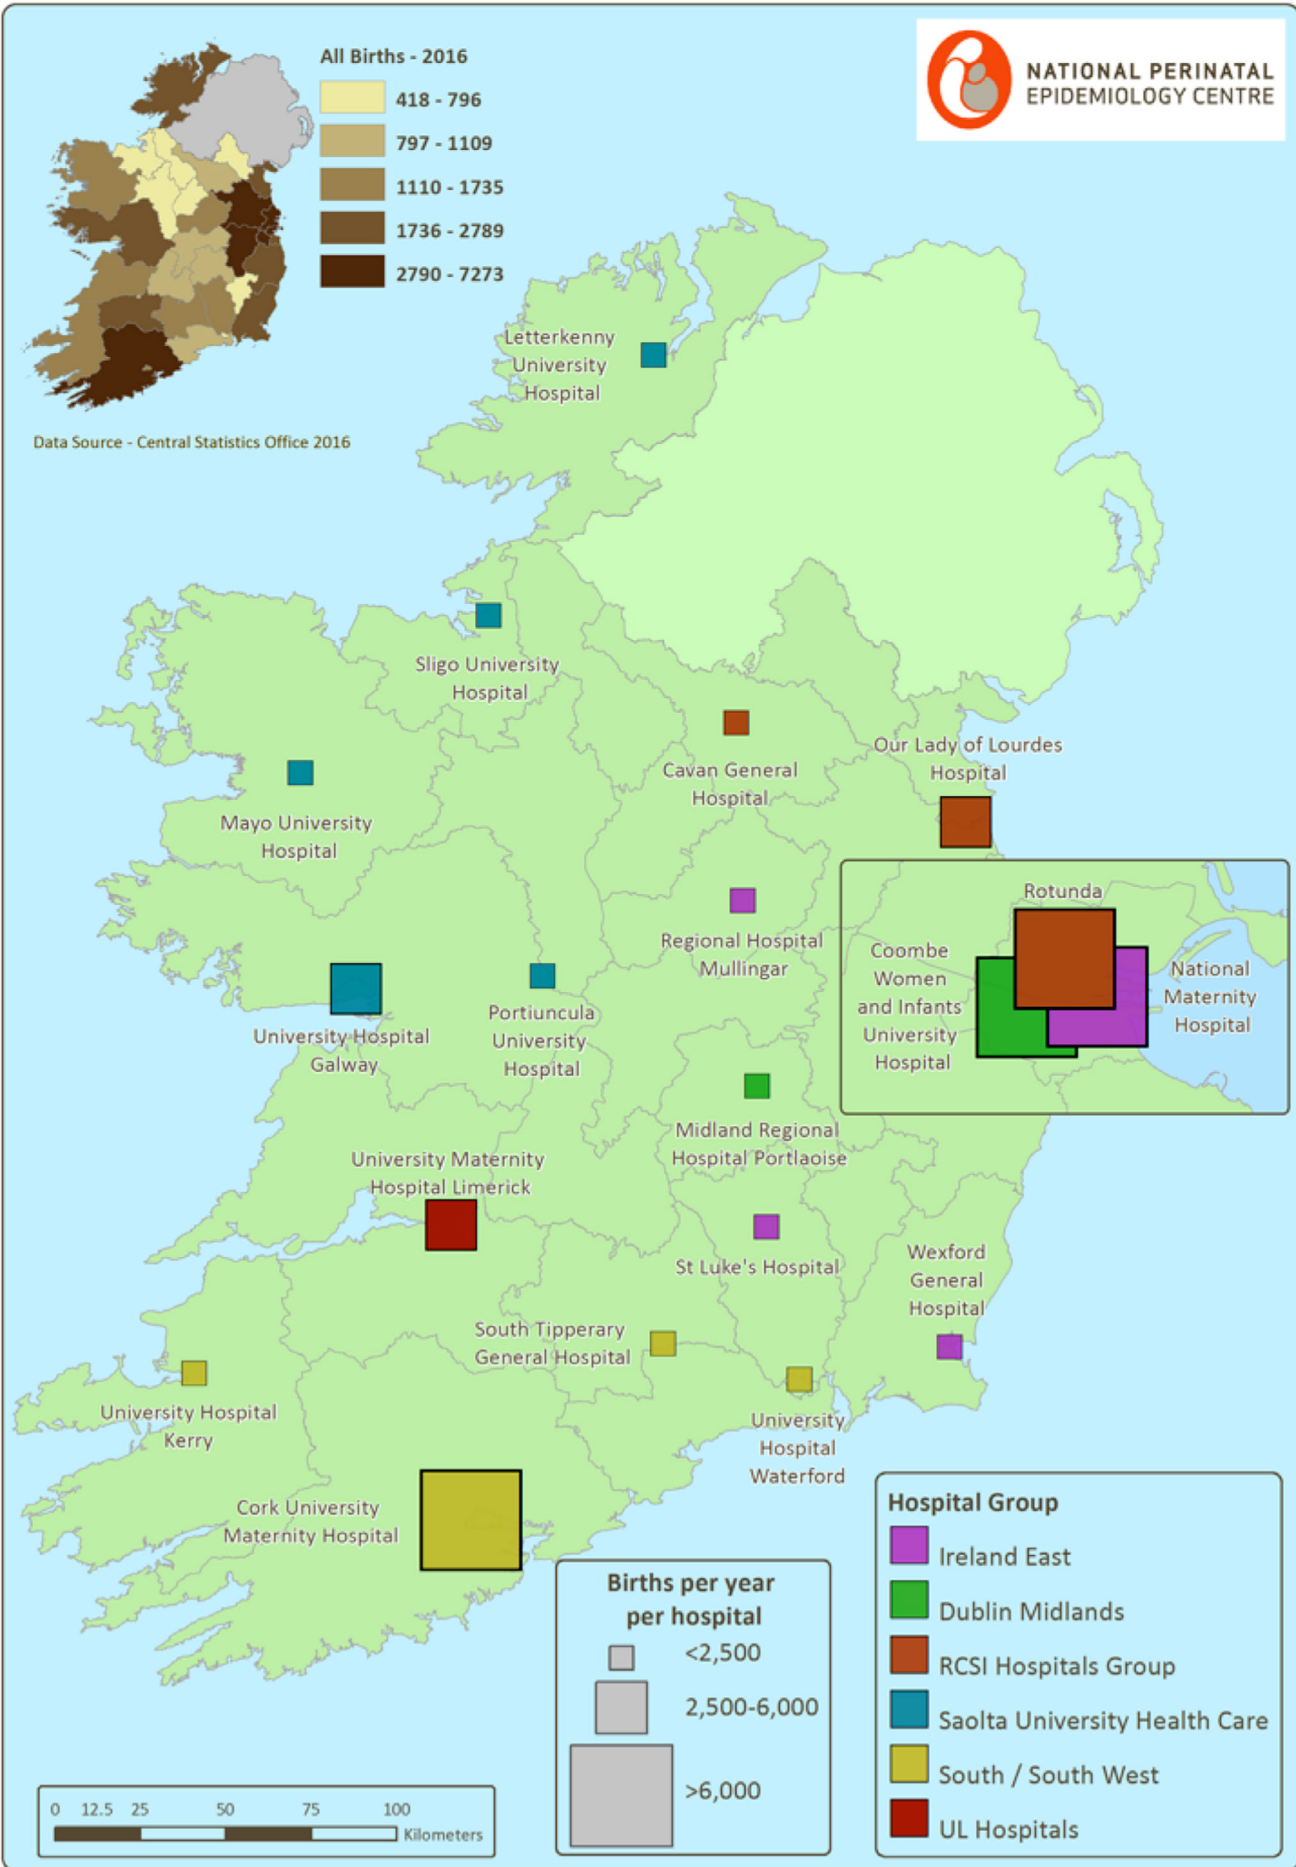 All Births - 2016
418 - 796
797 - 1109
1110 - 1735
1736 - 2789
2790 - 7273
Data Source - Central Statistics Office 2016
NATIONAL PERINATAL
EPIDEMIOLOGY CENTRE
Letterkenny
University
Hospital
Sligo University
Hospital
Cavan General
Hospital
Our Lady of Lourdes
Hospital
Mayo University
Hospital
Regional Hospital
Mullingar
Rotunda
Coombe
Women
and Infants
University
Hospital
National
Maternity
Hospital
University Hospital
Galway
Portiuncula
University
Hospital
Midland Regional
Hospital Portlaoise
University Maternity
Hospital Limerick
St Luke's Hospital
Wexford
General
Hospital
South Tipperary
General Hospital
University Hospital
Kerry
University
Hospital
Waterford
Cork University
Maternity Hospital
Births per year
per hospital
<2,500
2,500-6,000
>6,000
Hospital Group
Ireland East
Dublin Midlands
RCSI Hospitals Group
Saolta University Health Care
South / South West
UL Hospitals
0 12.5 25 50 75 100
Kilometers